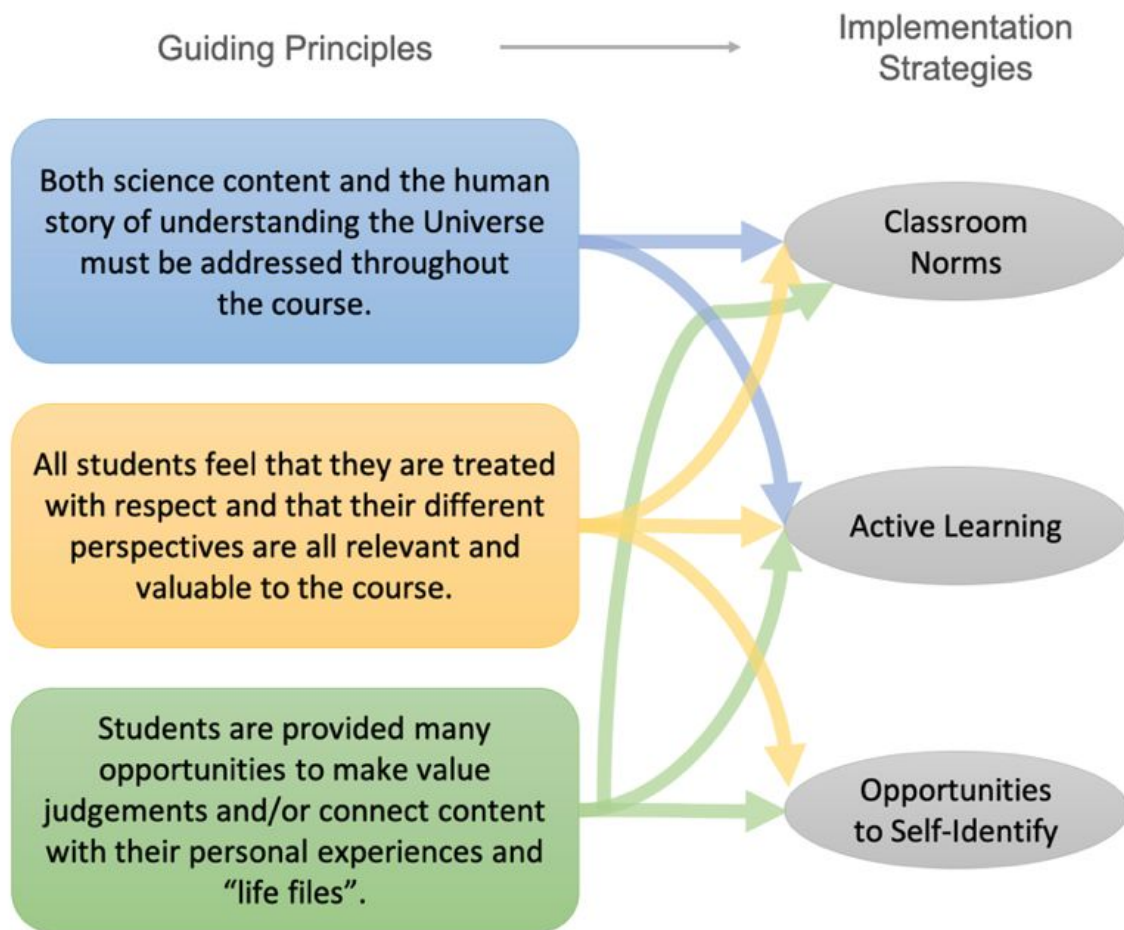 Guiding Principles
Implementation
Strategies
Both science content and the human
story of understanding the Universe
must be addressed throughout
the course.
Classroom
Norms
All students feel that they are treated
with respect and that their different
perspectives are all relevant and
valuable to the course.
Active Learning
Students are provided many
opportunities to make value
judgements and/or connect content
with their personal experiences and
“life files”.
Opportunities
to Self-Identify